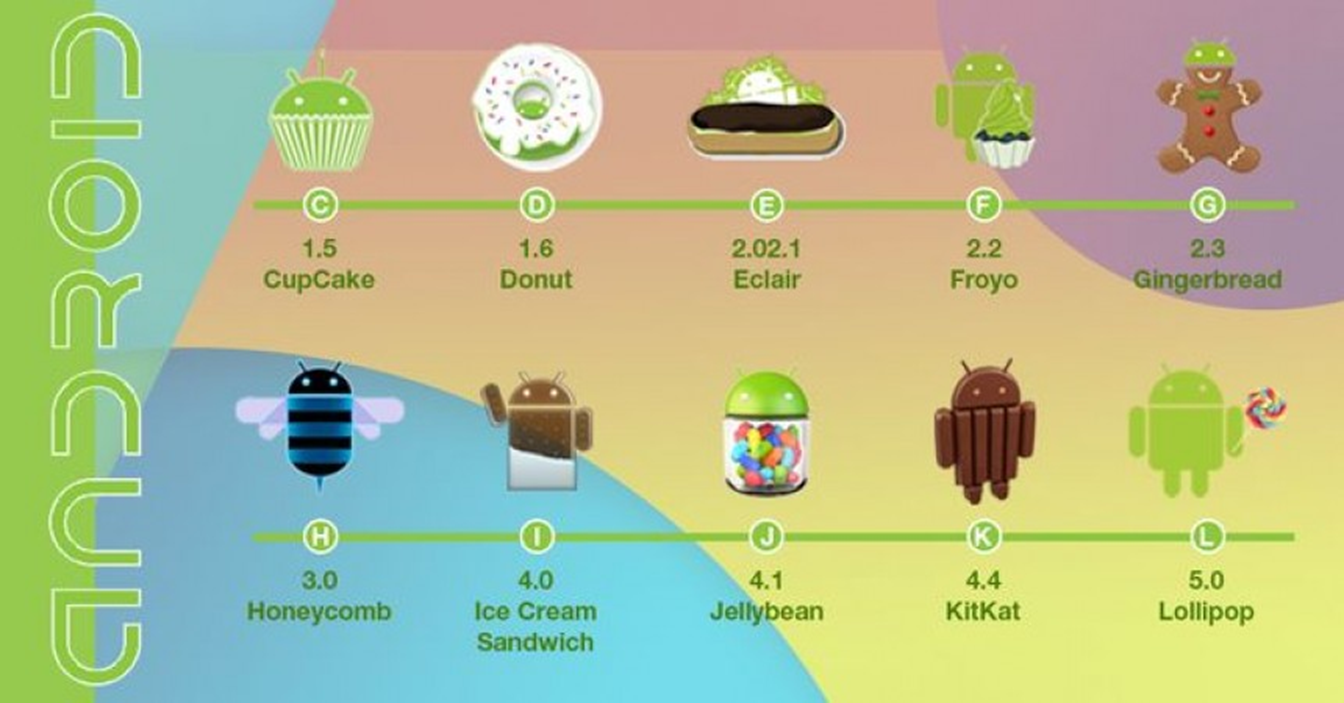 ANDROID
C D E F G
1.5 1.6 2.02.1 2.2 2.3
CupCake Donut Eclair Froyo Gingerbread
H I J K L
3.0 4.0 4.1 4.4 5.0
Honeycomb Ice Cream Jellybean KitKat Lollipop
Sandwich